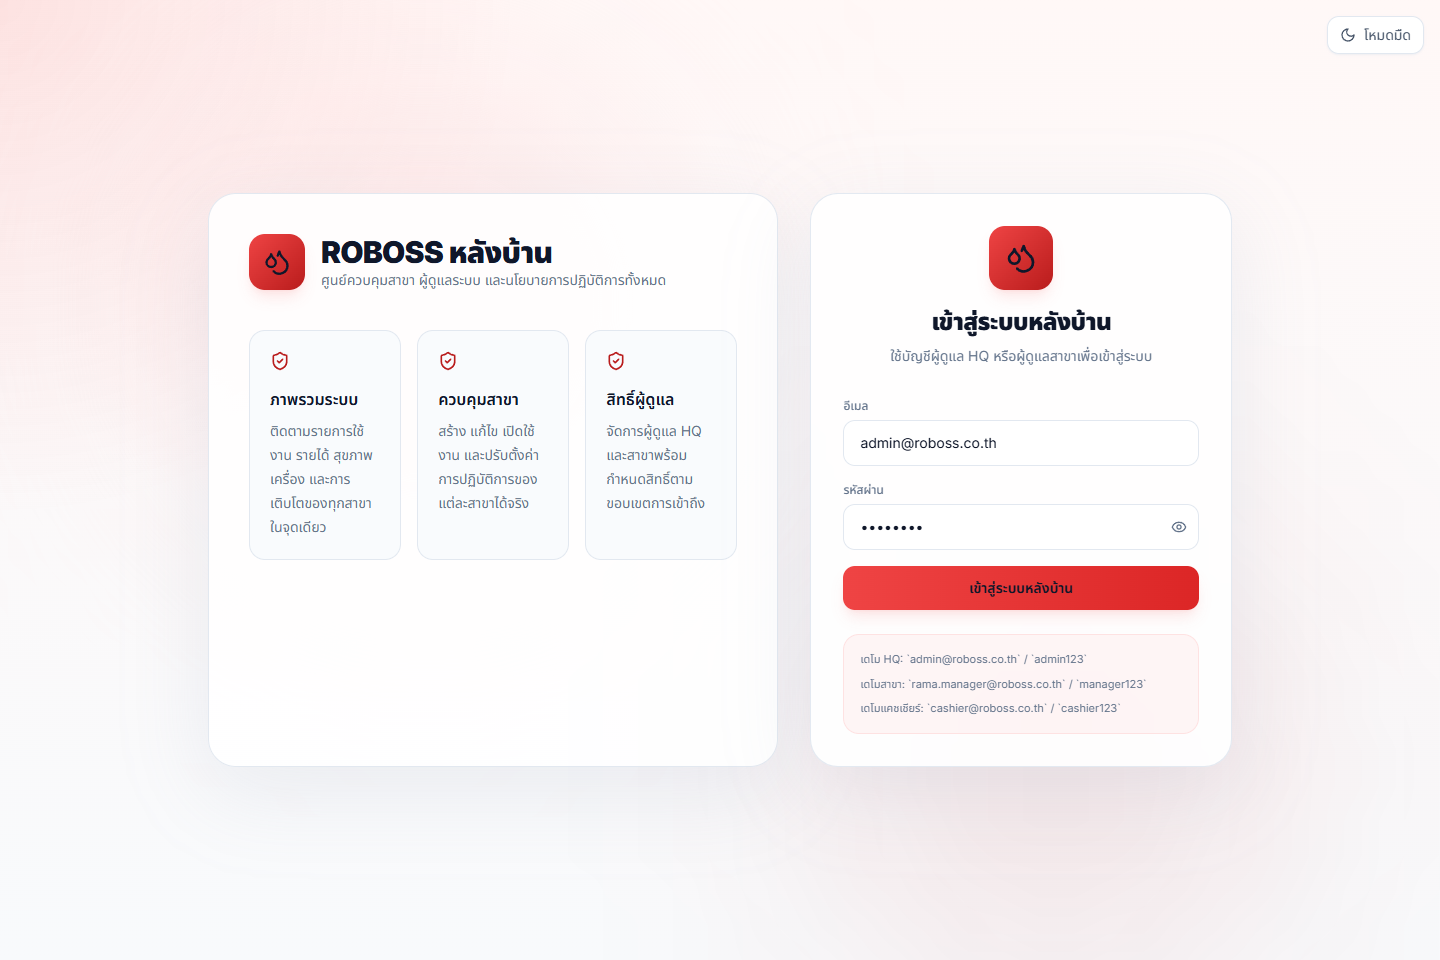 โหมดมืด
ROBOSS หลังบ้าน
ศูนย์ควบคุมสาขา ผู้ดูแลระบบ และนโยบายการปฏิบัติการทั้งหมด
ภาพรวมระบบ
ติดตามรายการใช้
งาน รายได้ สุขภาพ
เครื่อง และการ
เติบโตของทุกสาขา
ในจุดเดียว
ควบคุมสาขา
สร้าง แก้ไข เปิดใช้
งาน และปรับตั้งค่า
การปฏิบัติการของ
แต่ละสาขาได้จริง
สิทธิ์ผู้ดูแล
จัดการผู้ดูแล HQ
และสาขาพร้อม
กำหนดสิทธิ์ตาม
ขอบเขตการเข้าถึง
เข้าสู่ระบบหลังบ้าน
ใช้บัญชีผู้ดูแล HQ หรือผู้ดูแลสาขาเพื่อเข้าสู่ระบบ
อีเมล
admin@roboss.co.th
รหัสผ่าน
••••••••
เข้าสู่ระบบหลังบ้าน
เดโม HQ: `admin@roboss.co.th` / `admin123`
เดโมสาขา: `rama.manager@roboss.co.th` / `manager123`
เดโมแคชเชียร์: `cashier@roboss.co.th` / `cashier123`